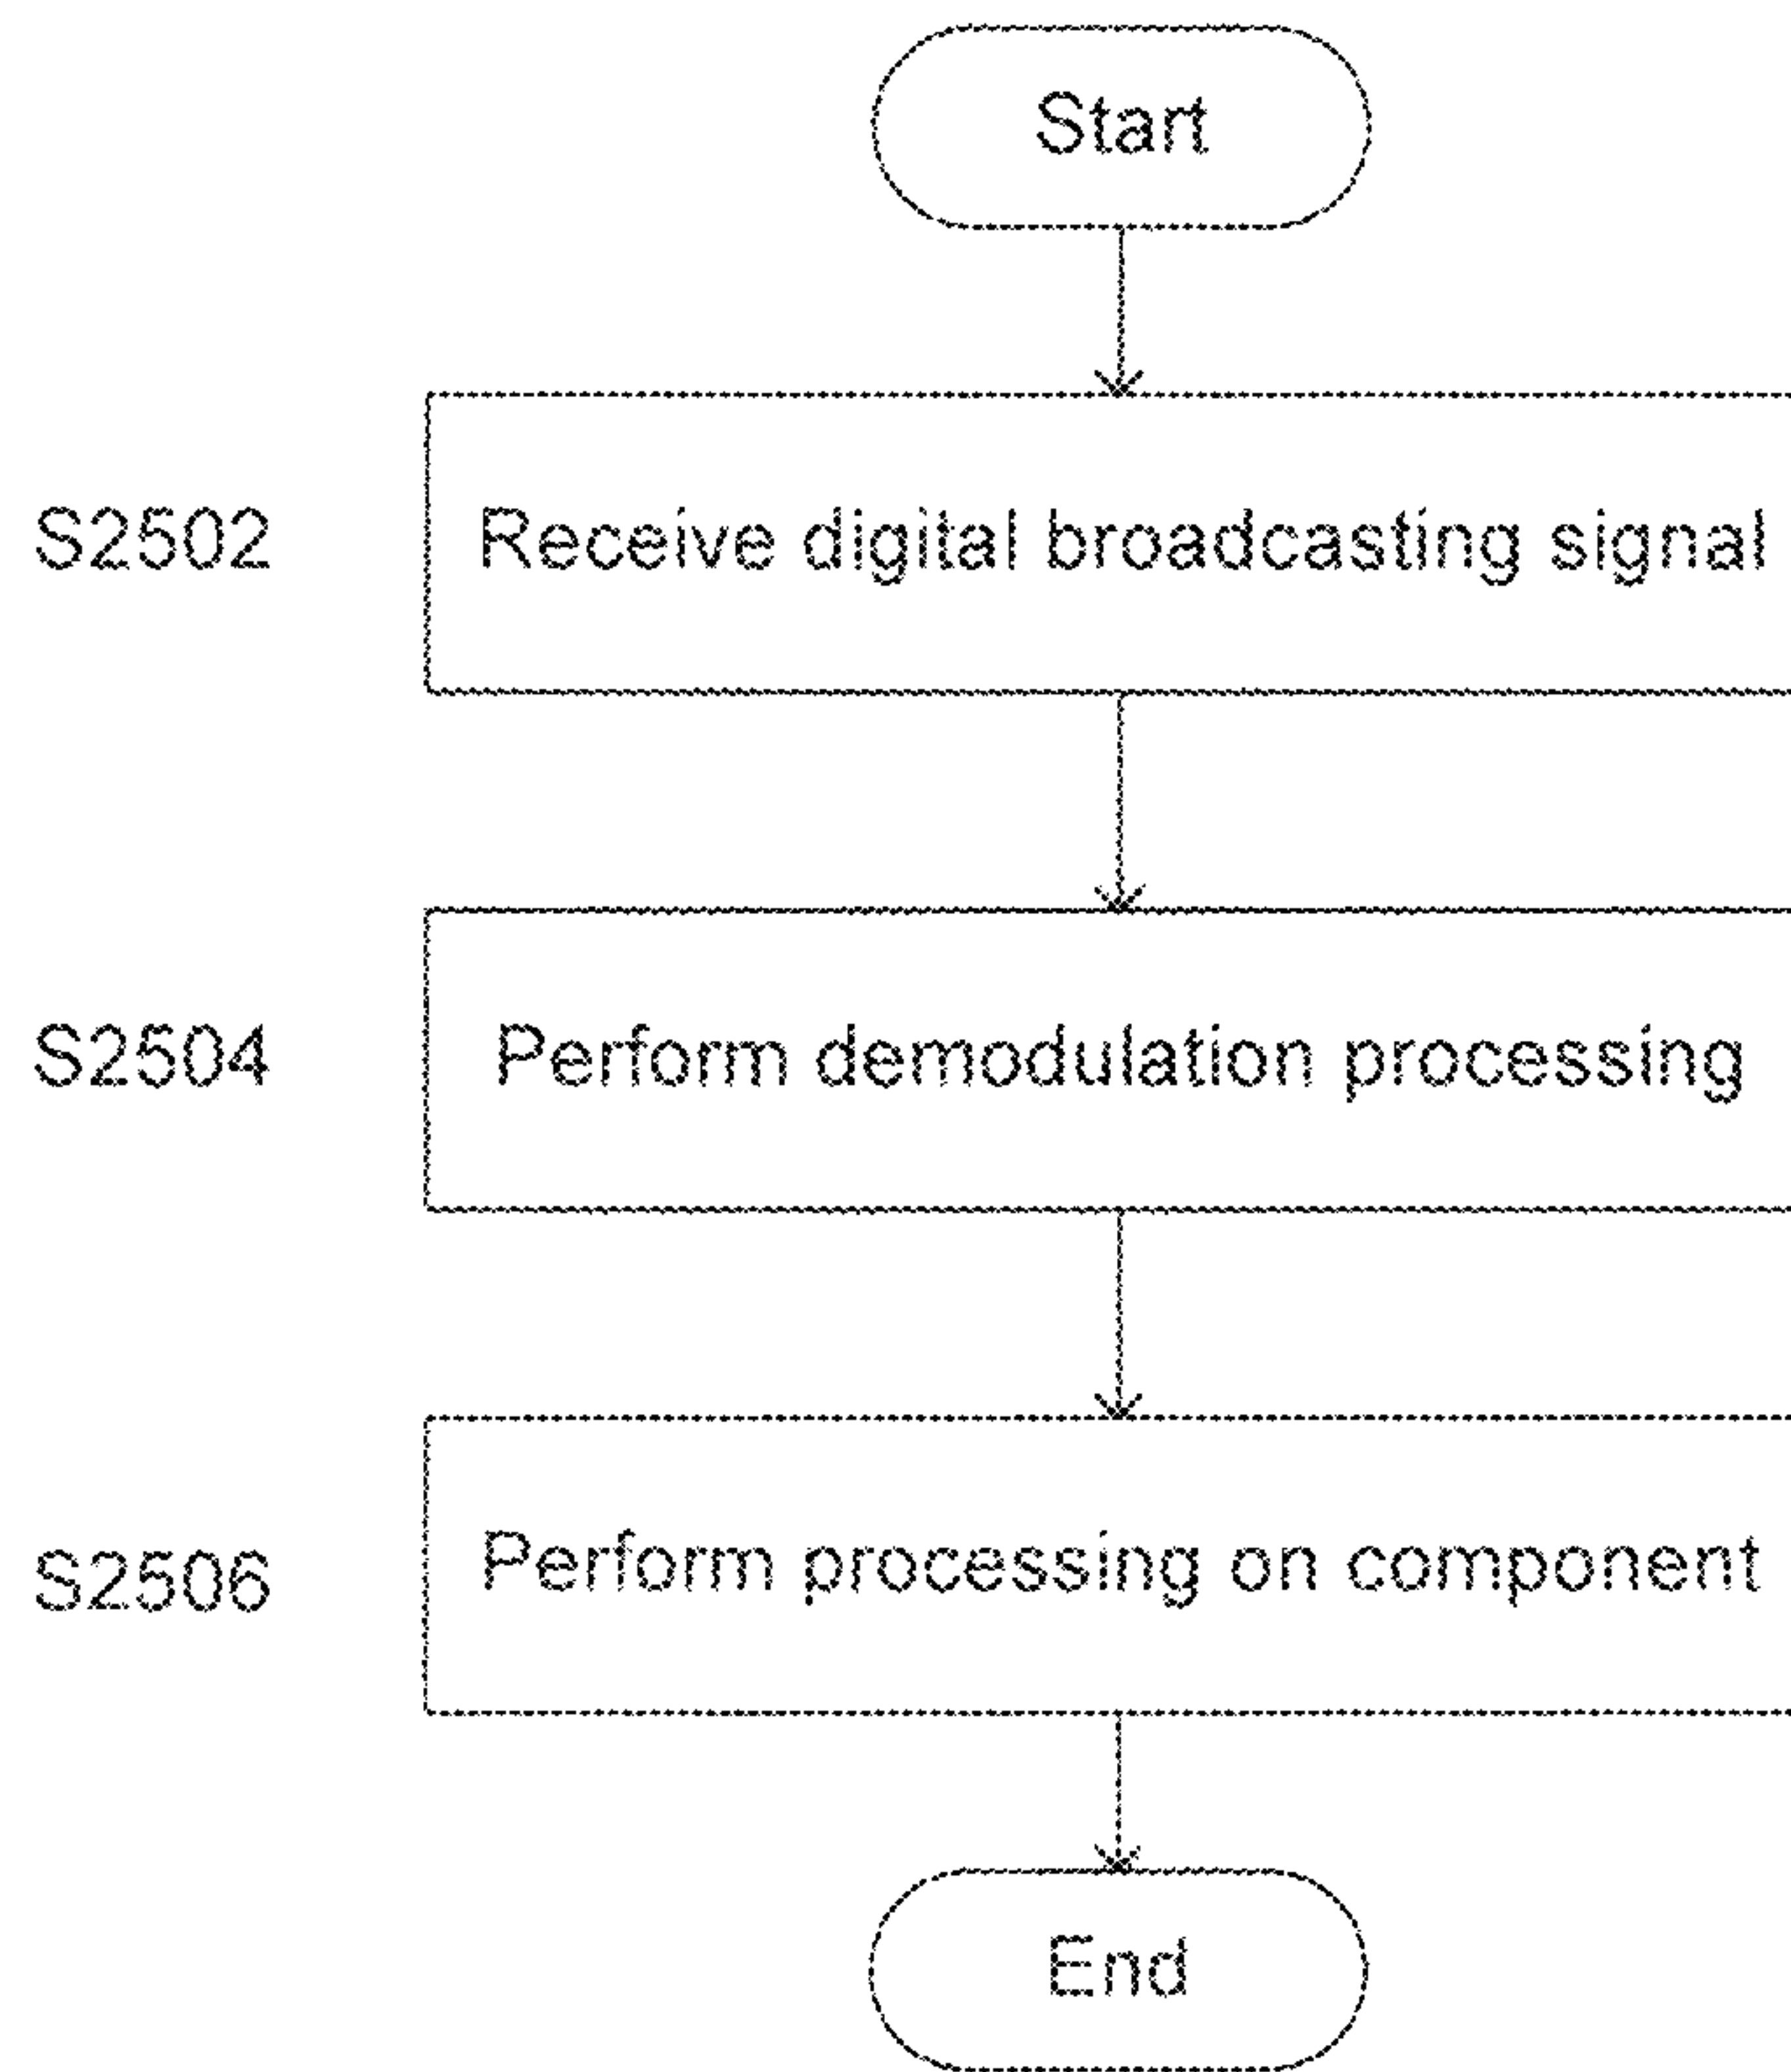 Start
S2502
Receive digital broadcasting signal
S2504
Perform demodulation processing
S2506
Perform processing on component
End